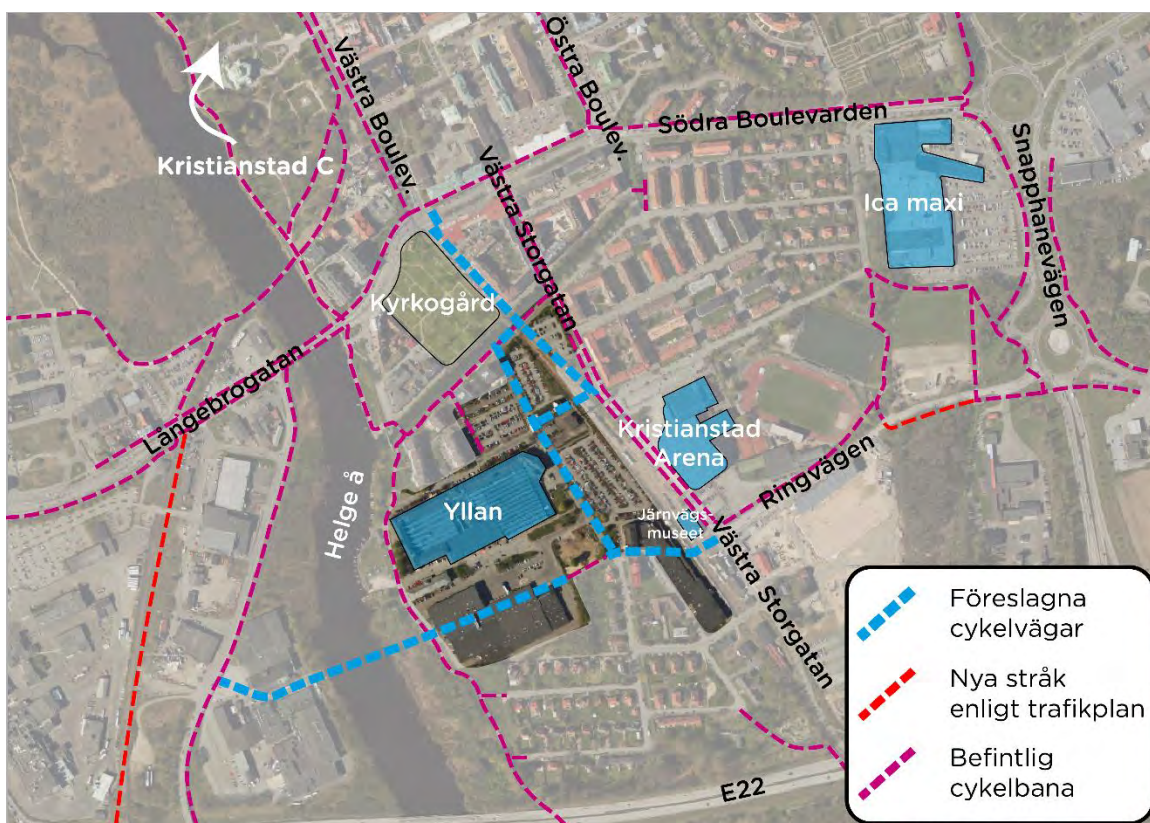 Västra Boulev.
Östra Boulev.
Södra Boulevarden
Kristianstad C
Västra Storgatan
Ica maxi
Snapphanevägen
Kyrkogård
Långebrogatan
Kristianstad
Arena
Ringvägen
Yllan
Helge å
Järnvägs-
museet
Västra Storgatan
E22
Föreslagna
cykelvägar
Nya stråk
enligt trafikplan
Befintlig
cykelbana